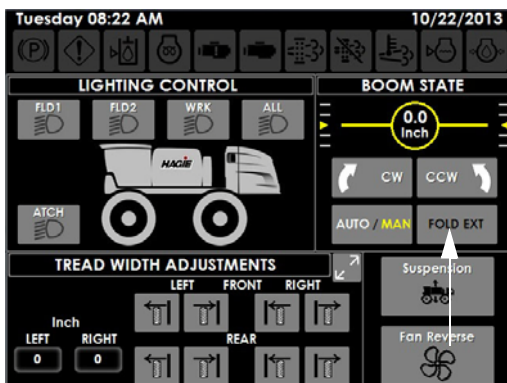 Tuesday 08:22 AM 10/22/2013
(P)
LIGHTING CONTROL
FLD1 FLD2 WRK ALL
HAGIE
ATCH
BOOM STATE
0.0
Inch
CW CCW
AUTO / MAN FOLD EXT
TREAD WIDTH ADJUSTMENTS
LEFT FRONT RIGHT
Inch
LEFT RIGHT REAR
0 0
Suspension
Fan Reverse